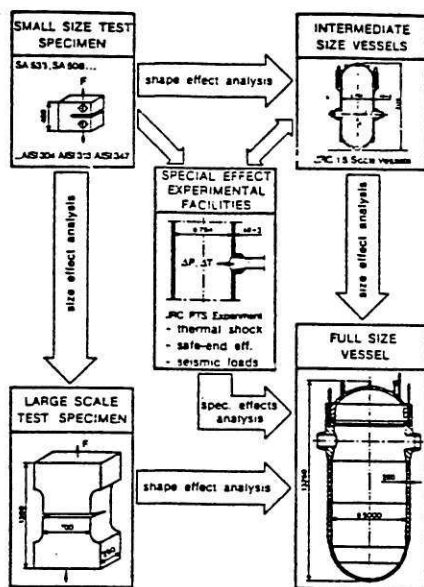 SMALL SIZE TEST
SPECIMEN
SA 533, SA 508...
F
AISI 304 AISI 313 AISI 347
shape effect analysis
INTERMEDIATE
SIZE VESSELS
JRC 1:5 Scale Vessels
size effect analysis
SPECIAL EFFECT
EXPERIMENTAL
FACILITIES
ΔP, ΔT
JRC PTS Experiment
- thermal shock
- safe-end eff.
- seismic loads
size effect analysis
spec. effects
analysis
LARGE SCALE
TEST SPECIMEN
F
700
shape effect analysis
FULL SIZE
VESSEL